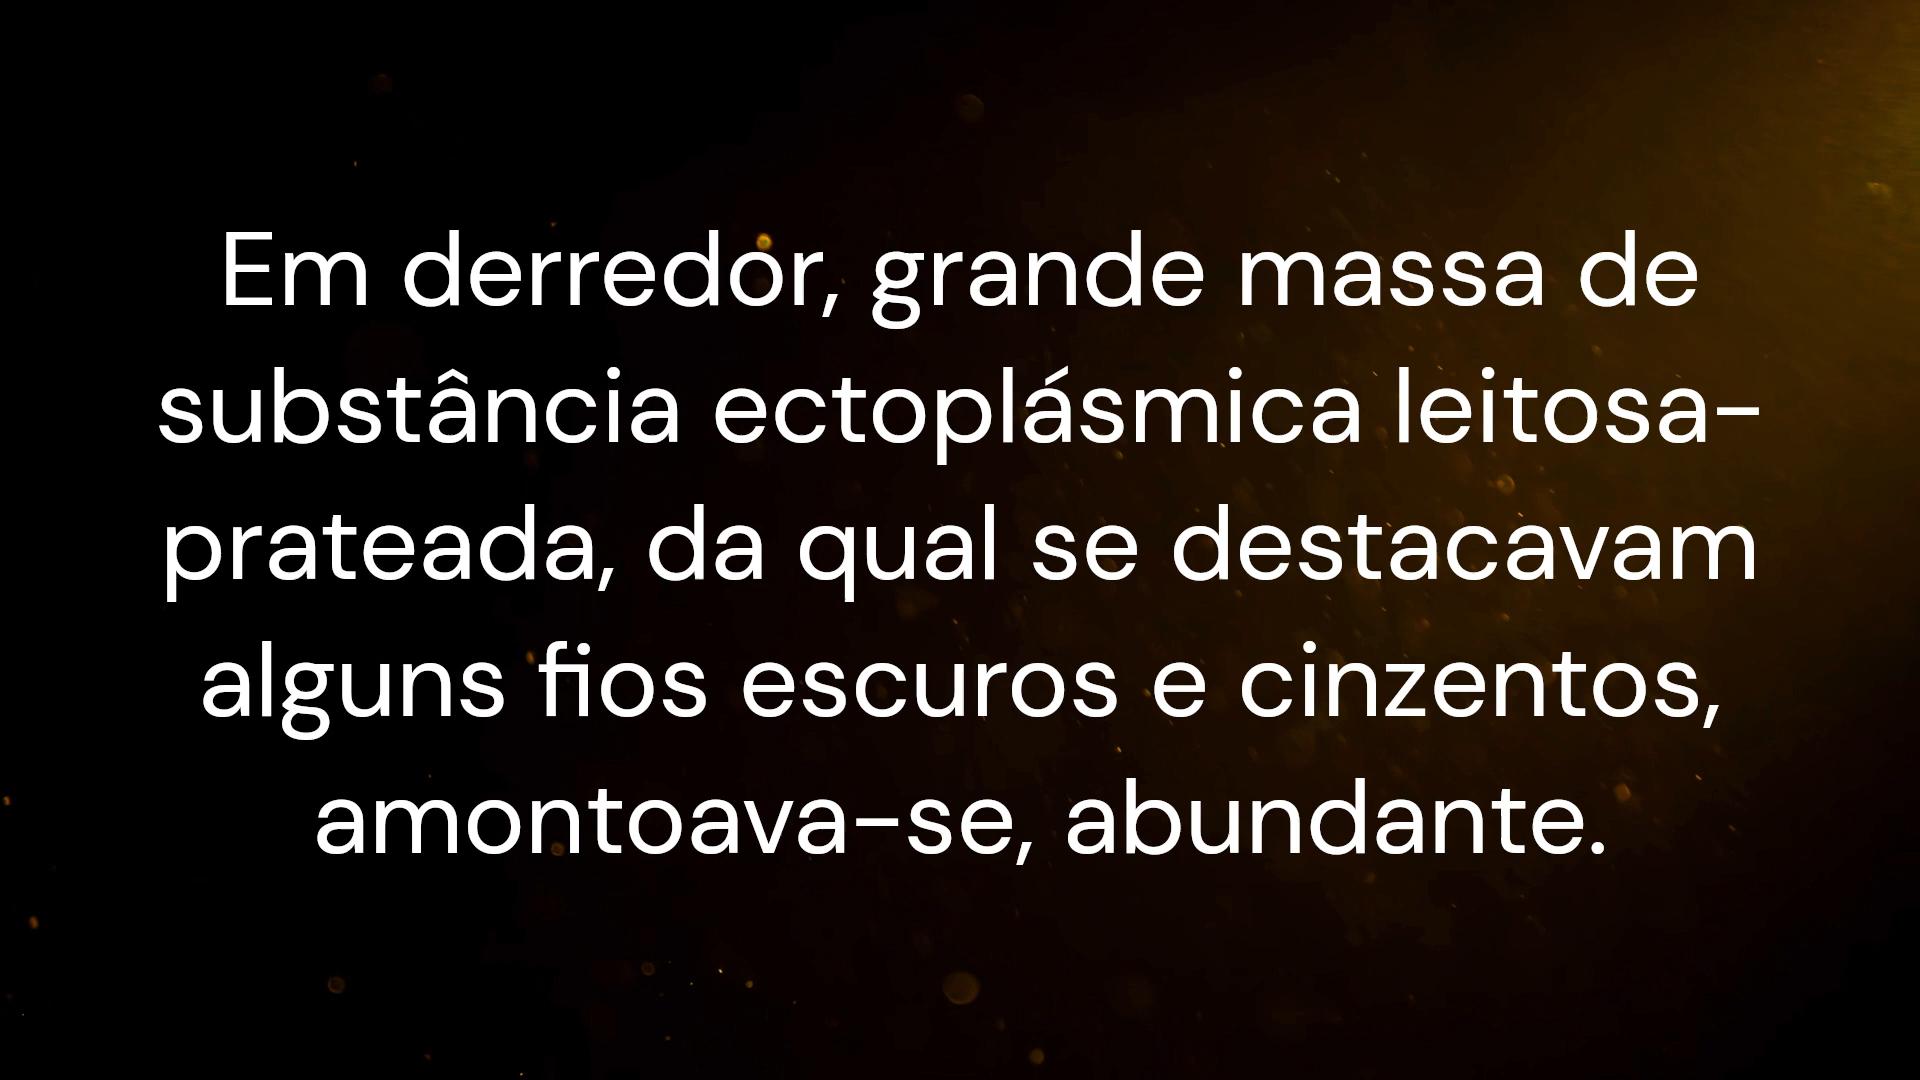 Em derredor, grande massa de
substância ectoplásmica leitosa-
prateada, da qual se destacavam
alguns fios escuros e cinzentos,
amontoava-se, abundante.